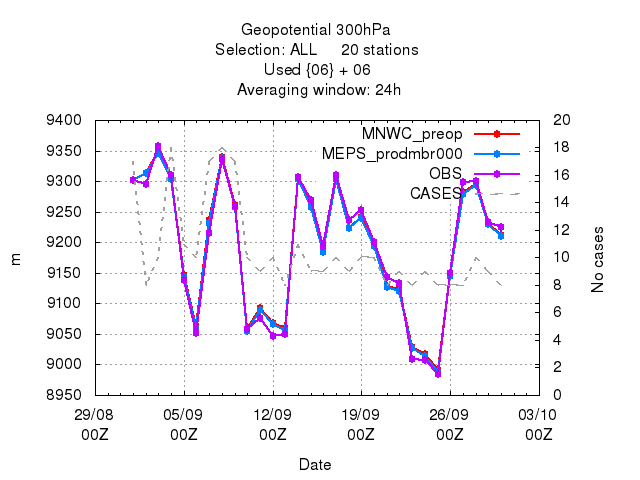 Geopotential 300hPa
Selection: ALL     20 stations
Used {06} + 06
Averaging window: 24h
9400
9350
9300
9250
9200
9150
9100
9050
9000
8950
m
20
18
16
14
12
10
8
6
4
2
0
No cases
MNWC_preop
MEPS_prodmbr000
OBS
CASES
29/08 05/09 12/09 19/09 26/09 03/10
00Z 00Z 00Z 00Z 00Z 00Z
Date